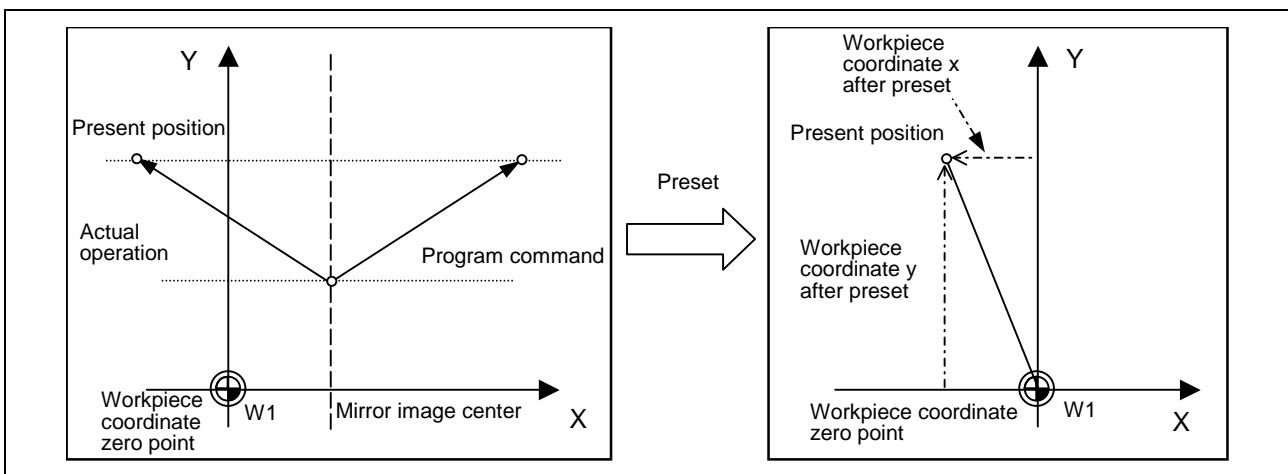 Y
Present position
Actual
operation
Program command
Workpiece
coordinate
zero point
W1
Mirror image center
X
Preset
Workpiece
coordinate x
after preset
Y
Present position
Workpiece
coordinate y
after preset
Workpiece coordinate
zero point
W1
X